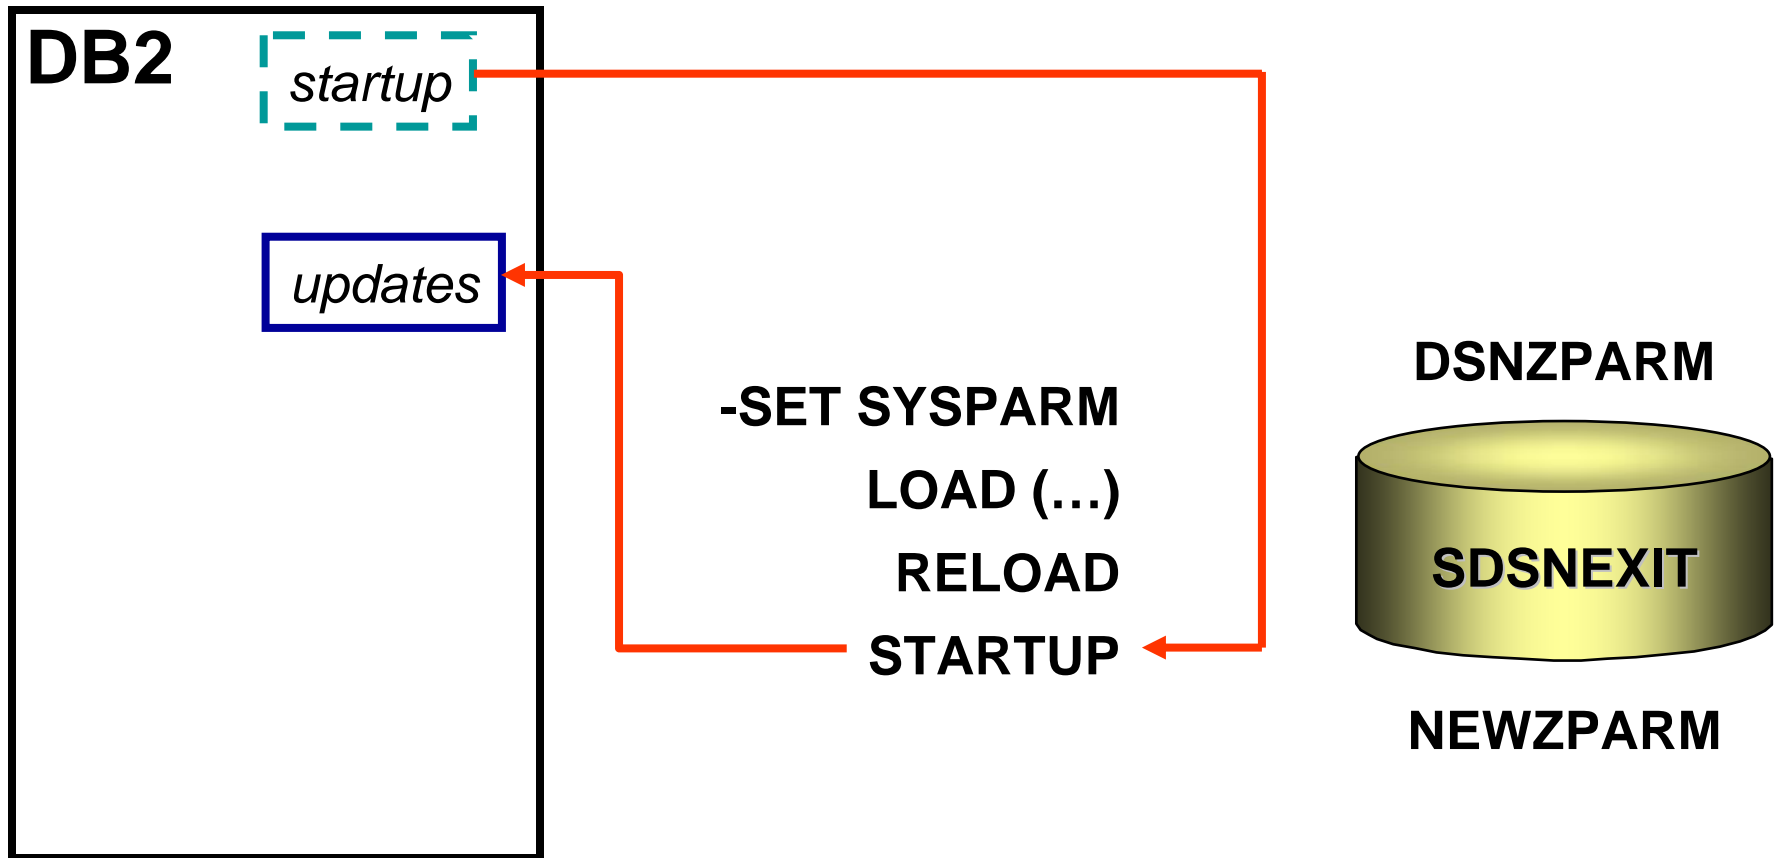 DB2
startup
updates
-SET SYSPARM
LOAD (…)
RELOAD
STARTUP
DSNZPARM
SDSNEXIT
NEWZPARM